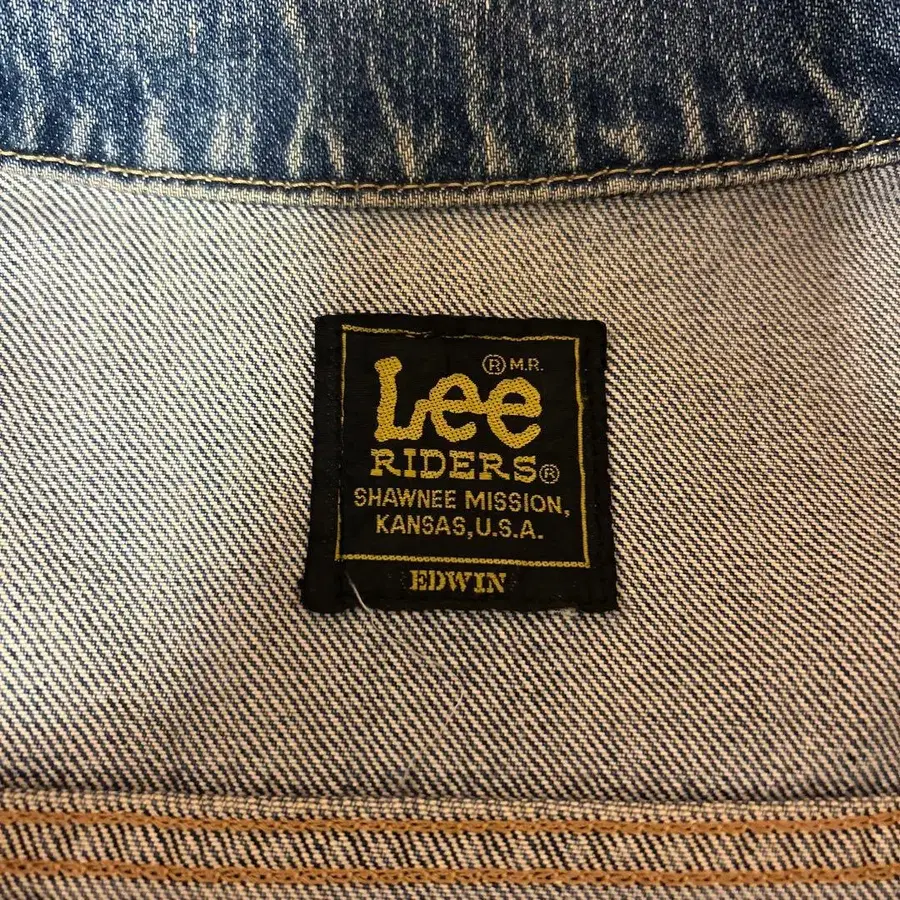 ® M.R.
Lee
RIDERS®
SHAWNEE MISSION,
KANSAS, U.S.A.
EDWIN